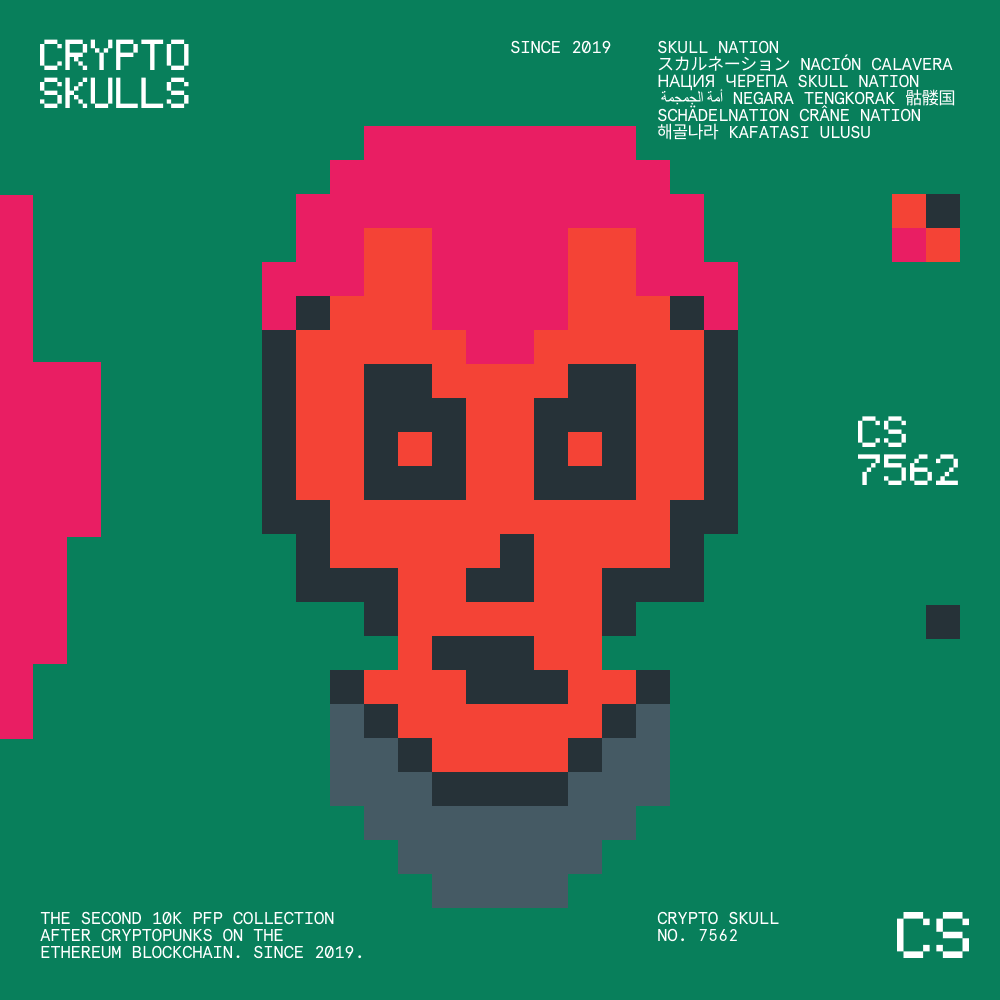 CRYPTO
SKULLS
SINCE 2019
SKULL NATION
スカルネーション NACIÓN CALAVERA
НАЦИЯ ЧЕРЕПА SKULL NATION
أمة الجمجمة NEGARA TENGKORAK 骷髅国
SCHÄDELNATION CRÂNE NATION
해골나라 KAFATASI ULUSU
CS
7562
THE SECOND 10K PFP COLLECTION
AFTER CRYPTOPUNKS ON THE
ETHEREUM BLOCKCHAIN. SINCE 2019.
CRYPTO SKULL
NO. 7562
CS